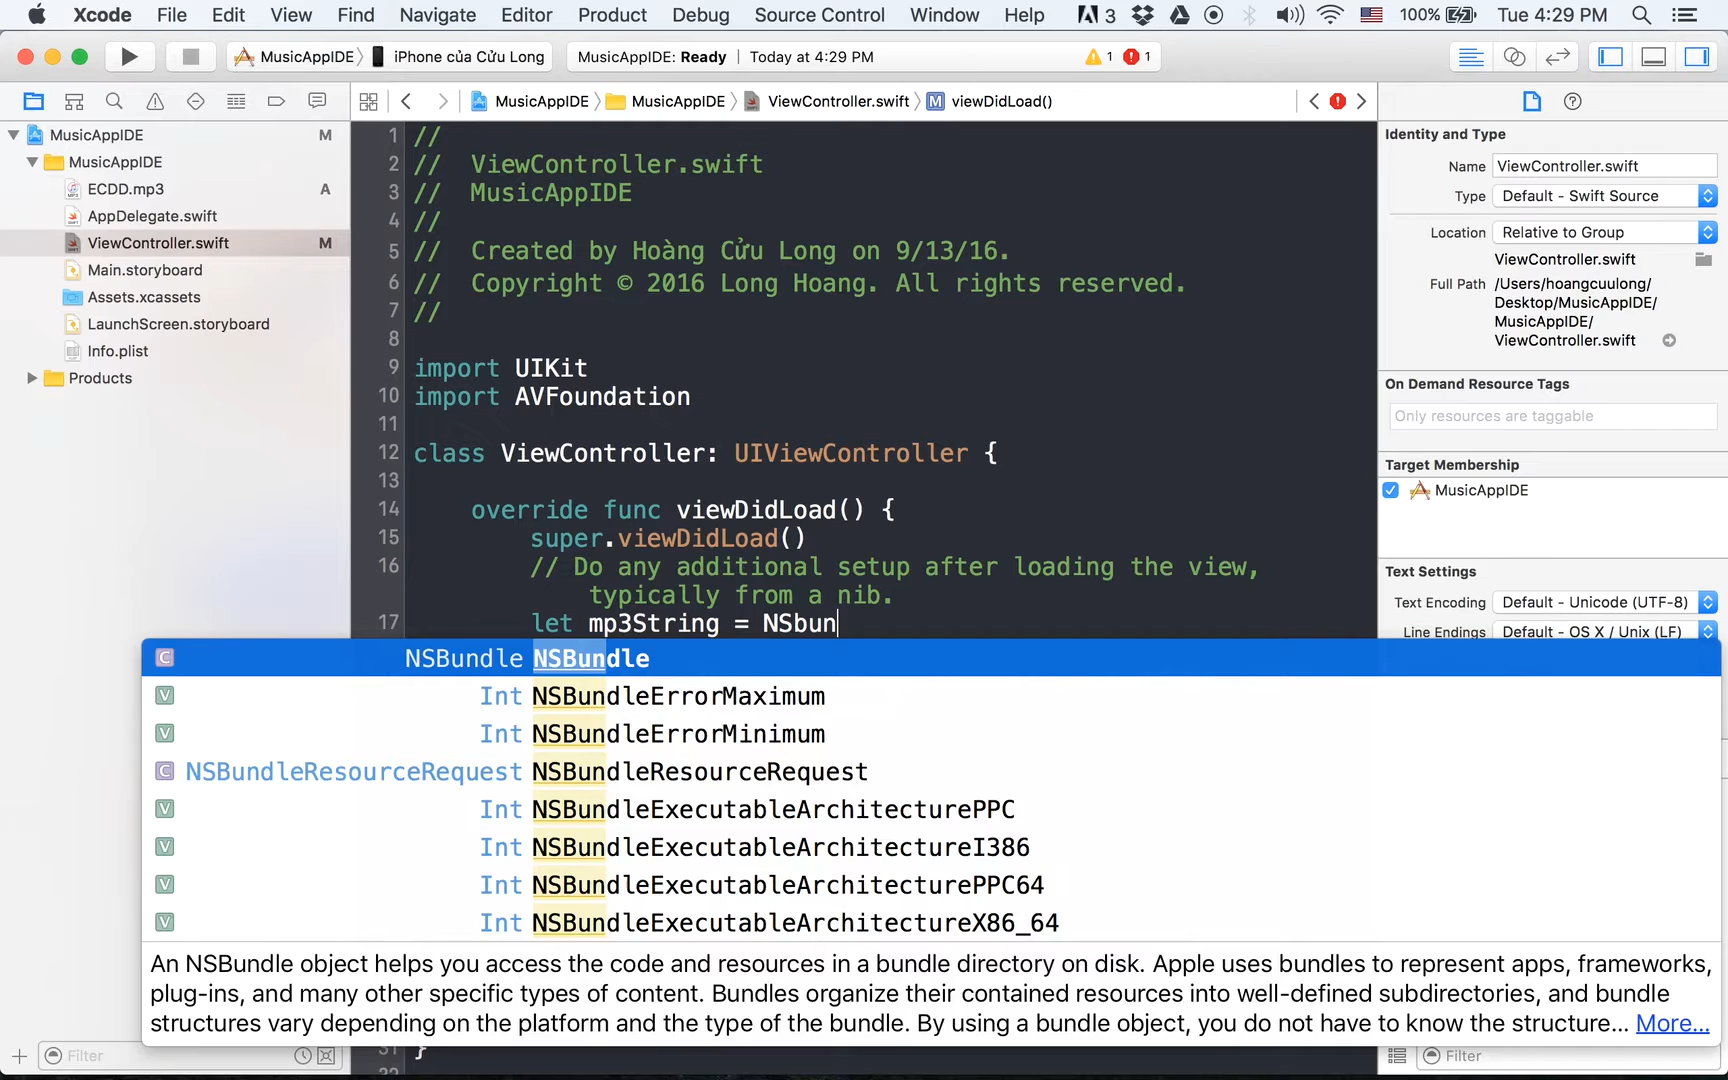 Xcode File Edit View Find Navigate Editor Product Debug Source Control Window Help 3 100% Tue 4:29 PM
MusicAppIDE iPhone của Cửu Long MusicAppIDE: Ready Today at 4:29 PM 1 1
MusicAppIDE MusicAppIDE ViewController.swift M viewDidLoad()
MusicAppIDE M
MusicAppIDE
ECDD.mp3 A
AppDelegate.swift
ViewController.swift M
Main.storyboard
Assets.xcassets
LaunchScreen.storyboard
Info.plist
Products
Filter
1 //
2 // ViewController.swift
3 // MusicAppIDE
4 //
5 // Created by Hoàng Cửu Long on 9/13/16.
6 // Copyright © 2016 Long Hoang. All rights reserved.
7 //
8
9 import UIKit
10 import AVFoundation
11
12 class ViewController: UIViewController {
13
14 override func viewDidLoad() {
15 super.viewDidLoad()
16 // Do any additional setup after loading the view,
typically from a nib.
17 let mp3String = NSbun
C NSBundle NSBundle
V Int NSBundleErrorMaximum
V Int NSBundleErrorMinimum
C NSBundleResourceRequest NSBundleResourceRequest
V Int NSBundleExecutableArchitecturePPC
V Int NSBundleExecutableArchitectureI386
V Int NSBundleExecutableArchitecturePPC64
V Int NSBundleExecutableArchitectureX86_64
An NSBundle object helps you access the code and resources in a bundle directory on disk. Apple uses bundles to represent apps, frameworks,
plug-ins, and many other specific types of content. Bundles organize their contained resources into well-defined subdirectories, and bundle
structures vary depending on the platform and the type of the bundle. By using a bundle object, you do not have to know the structure... More...
31 }
Identity and Type
Name ViewController.swift
Type Default - Swift Source
Location Relative to Group
ViewController.swift
Full Path /Users/hoangcuulong/
Desktop/MusicAppIDE/
MusicAppIDE/
ViewController.swift
On Demand Resource Tags
Only resources are taggable
Target Membership
MusicAppIDE
Text Settings
Text Encoding Default - Unicode (UTF-8)
Line Endings Default - OS X / Unix (LF)
Filter